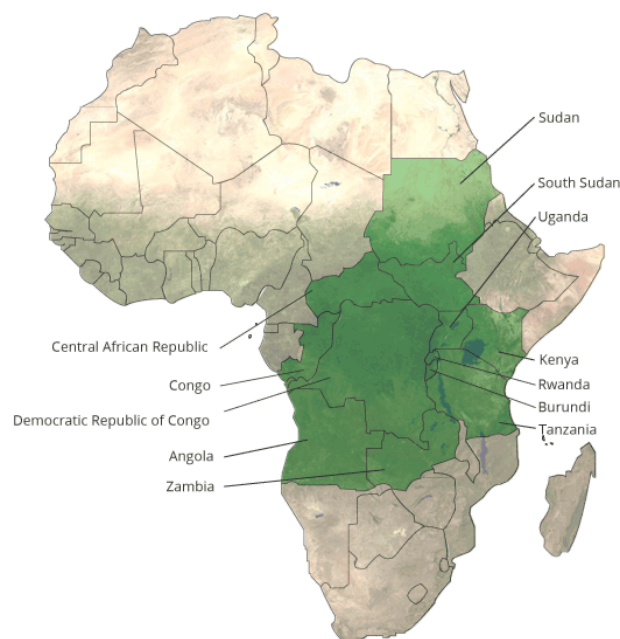 Sudan
South Sudan
Uganda
Central African Republic
Kenya
Congo
Rwanda
Burundi
Democratic Republic of Congo
Tanzania
Angola
Zambia